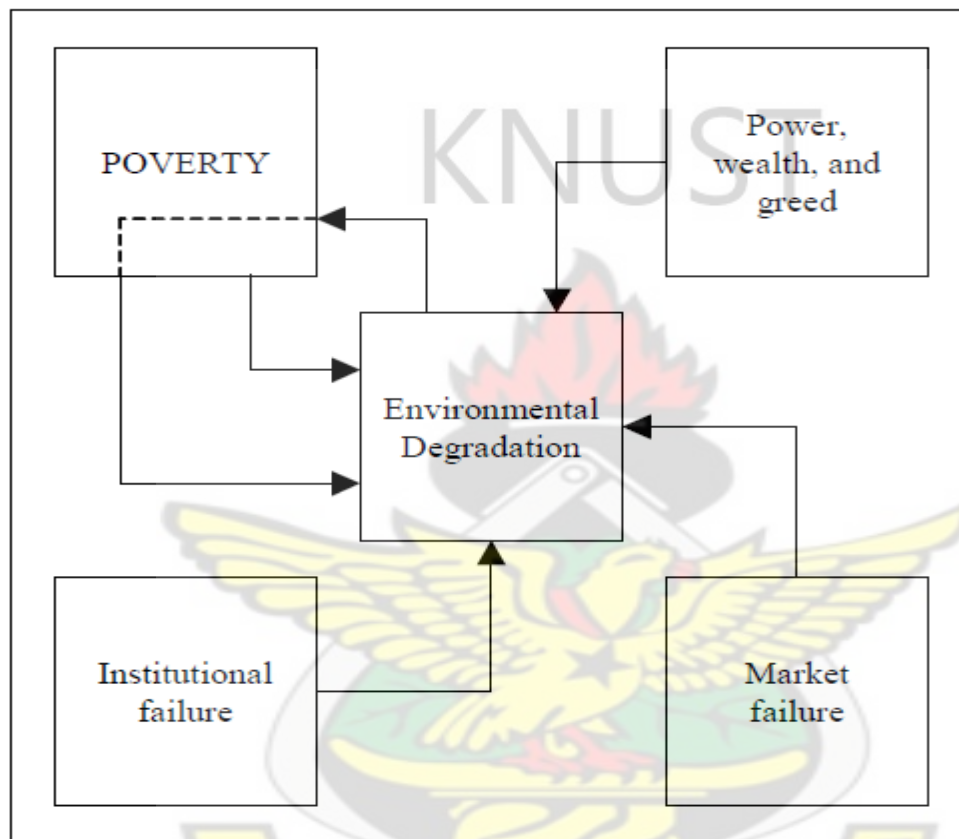 KNUST
POVERTY
Power,
wealth, and
greed
Environmental
Degradation
Institutional
failure
Market
failure